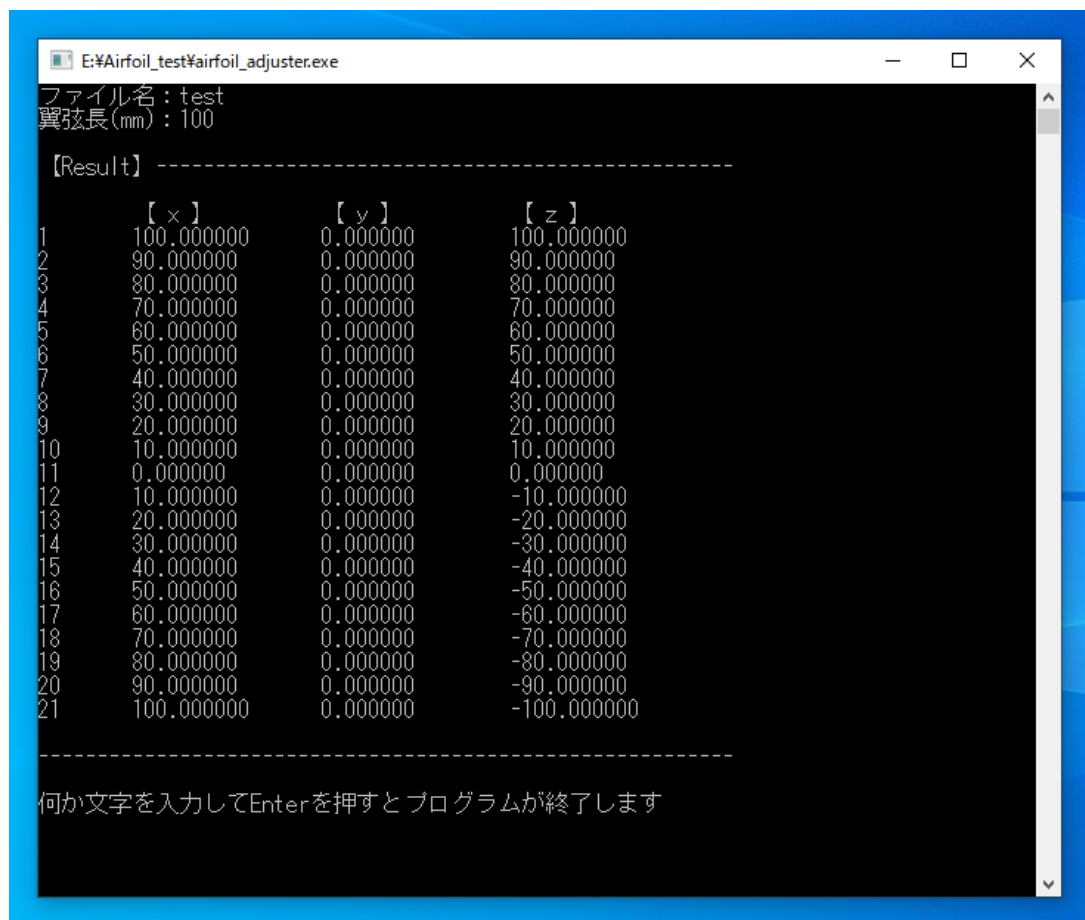 E:¥Airfoil_test¥airfoil_adjuster.exe
ファイル名：test
翼弦長(mm)：100
【Result】-------------------------------------------------
【 x 】 【 y 】 【 z 】
1 100.000000 0.000000 100.000000
2 90.000000 0.000000 90.000000
3 80.000000 0.000000 80.000000
4 70.000000 0.000000 70.000000
5 60.000000 0.000000 60.000000
6 50.000000 0.000000 50.000000
7 40.000000 0.000000 40.000000
8 30.000000 0.000000 30.000000
9 20.000000 0.000000 20.000000
10 10.000000 0.000000 10.000000
11 0.000000 0.000000 0.000000
12 10.000000 0.000000 -10.000000
13 20.000000 0.000000 -20.000000
14 30.000000 0.000000 -30.000000
15 40.000000 0.000000 -40.000000
16 50.000000 0.000000 -50.000000
17 60.000000 0.000000 -60.000000
18 70.000000 0.000000 -70.000000
19 80.000000 0.000000 -80.000000
20 90.000000 0.000000 -90.000000
21 100.000000 0.000000 -100.000000
-----------------------------------------------------------
何か文字を入力してEnterを押すとプログラムが終了します